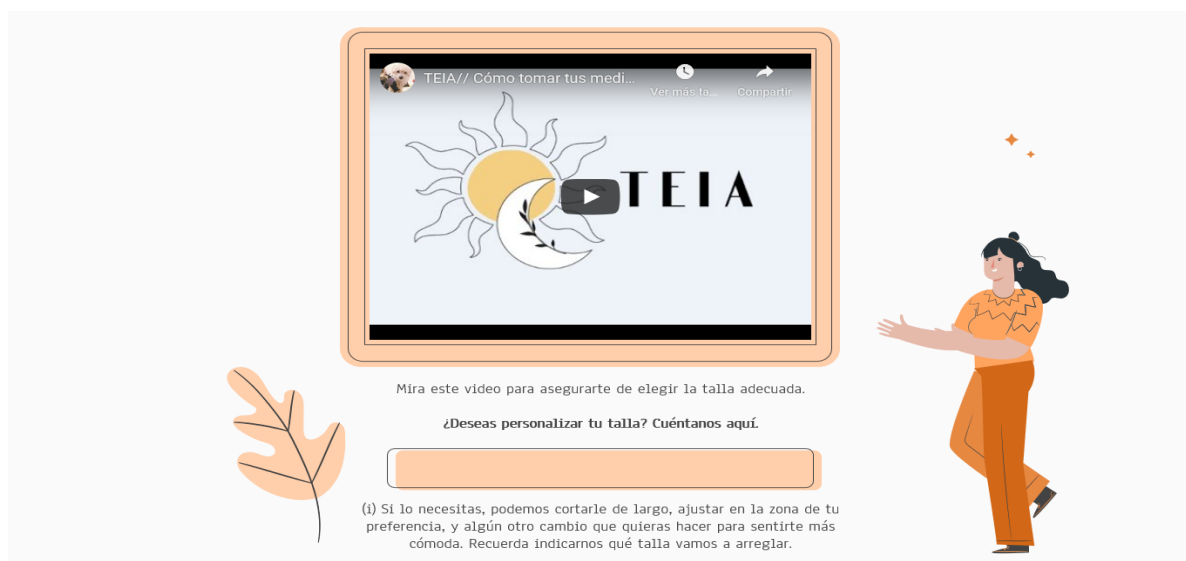 TEIA// Cómo tomar tus medi...
Ver más ta...
Compartir
TEIA
Mira este video para asegurarte de elegir la talla adecuada.
¿Deseas personalizar tu talla? Cuéntanos aquí.
(i) Si lo necesitas, podemos cortarle de largo, ajustar en la zona de tu
preferencia, y algún otro cambio que quieras hacer para sentirte más
cómoda. Recuerda indicarnos qué talla vamos a arreglar.